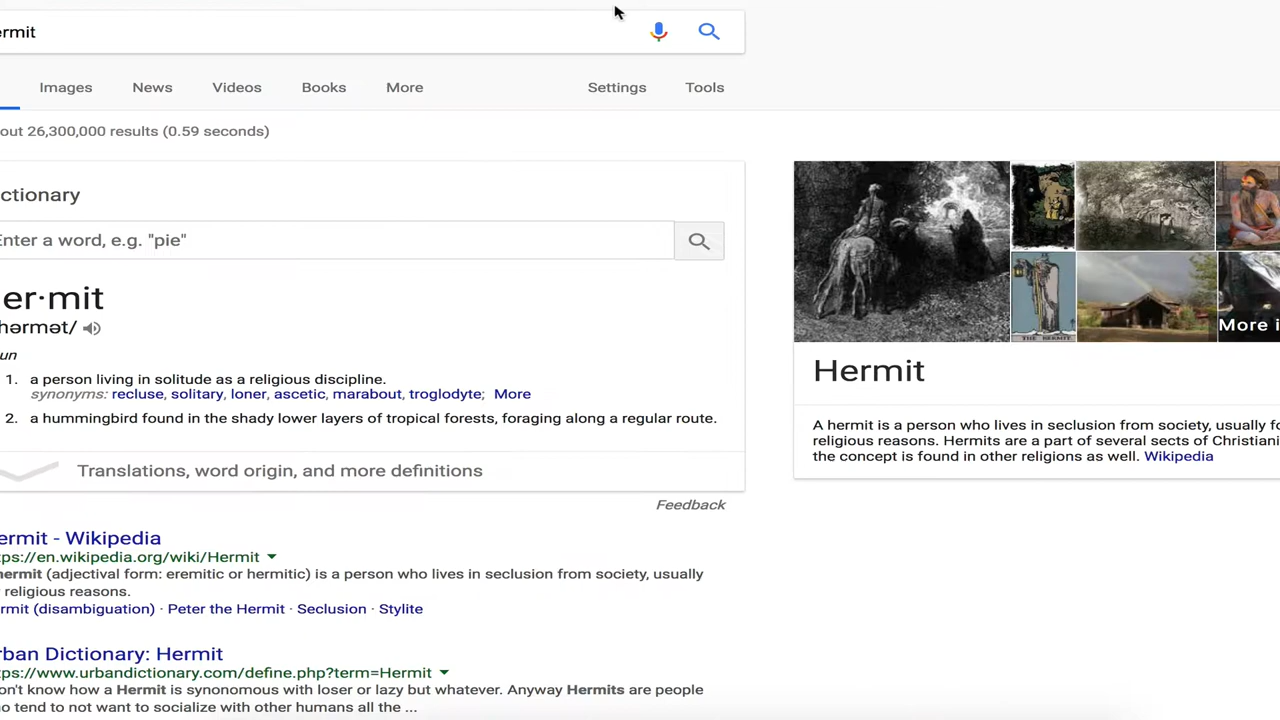 ermit
Images News Videos Books More Settings Tools
out 26,300,000 results (0.59 seconds)
ctionary
Enter a word, e.g. "pie"
er·mit
hərmət/
un
1. a person living in solitude as a religious discipline.
synonyms: recluse, solitary, loner, ascetic, marabout, troglodyte; More
2. a hummingbird found in the shady lower layers of tropical forests, foraging along a regular route.
Translations, word origin, and more definitions
Feedback
ermit - Wikipedia
ps://en.wikipedia.org/wiki/Hermit
hermit (adjectival form: eremitic or hermitic) is a person who lives in seclusion from society, usually
r religious reasons.
rmit (disambiguation) · Peter the Hermit · Seclusion · Stylite
rban Dictionary: Hermit
ps://www.urbandictionary.com/define.php?term=Hermit
on't know how a Hermit is synonomous with loser or lazy but whatever. Anyway Hermits are people
o tend to not want to socialize with other humans all the ...
THE HERMIT.
More i
Hermit
A hermit is a person who lives in seclusion from society, usually fo
religious reasons. Hermits are a part of several sects of Christiani
the concept is found in other religions as well. Wikipedia